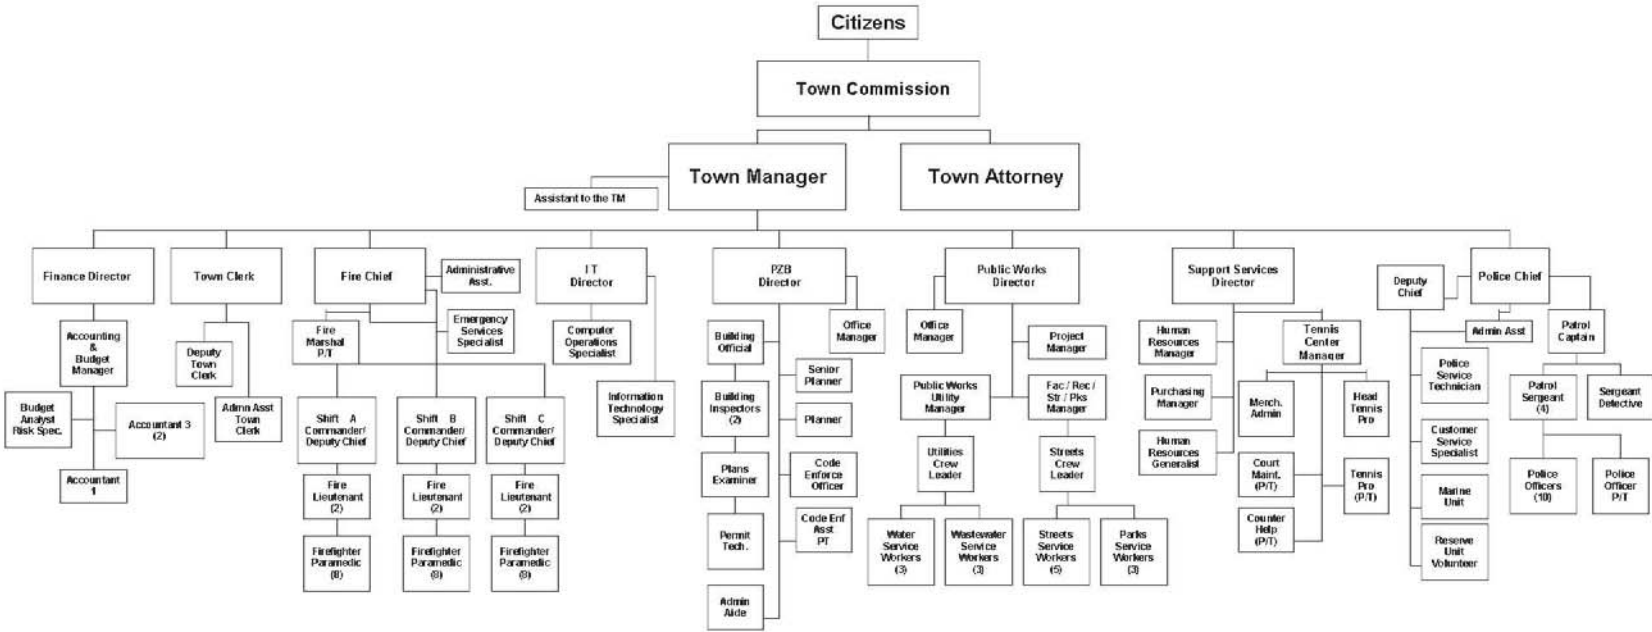 Citizens
Town Commission
Town Manager
Town Attorney
Assistant to the TM
Finance Director
Accounting
&
Budget
Manager
Budget
Analyst
Risk Spec.
Accountant 3
(2)
Accountant
1
Town Clerk
Deputy
Town
Clerk
Admn Asst
Town
Clerk
Fire Chief
Administrative
Asst.
Emergency
Services
Specialist
Fire
Marshal
P/T
Shift A
Commander/
Deputy Chief
Shift B
Commander/
Deputy Chief
Shift C
Commander/
Deputy Chief
Fire
Lieutenant
(2)
Fire
Lieutenant
(2)
Fire
Lieutenant
(2)
Firefighter
Paramedic
Firefighter
Paramedic
Firefighter
Paramedic
I T
Director
Computer
Operations
Specialist
Information
Technology
Specialist
PZB
Director
Office
Manager
Building
Official
Senior
Planner
Building
Inspectors
(2)
Planner
Plans
Examiner
Code
Enforce
Officer
Permit
Tech.
Code Enf
Asst
PT
Admin
Aide
Public Works
Director
Office
Manager
Project
Manager
Public Works
Utility
Manager
Fac / Rec /
Str / Pks
Manager
Utilities
Crew
Leader
Streets
Crew
Leader
Water
Service
Workers
(3)
Wastewater
Service
Workers
(3)
Streets
Service
Workers
(5)
Parks
Service
Workers
(3)
Support Services
Director
Human
Resources
Manager
Tennis
Center
Manager
Purchasing
Manager
Merch.
Admin
Head
Tennis
Pro
Human
Resources
Generalist
Court
Maint.
(P/T)
Tennis
Pro
(P/T)
Counter
Help
(P/T)
Police Chief
Deputy
Chief
Admin Asst
Patrol
Captain
Police
Service
Technician
Patrol
Sergeant
(4)
Sergeant
Detective
Customer
Service
Specialist
Police
Officers
(10)
Police
Officer
P/T
Marine
Unit
Reserve
Unit
Volunteer